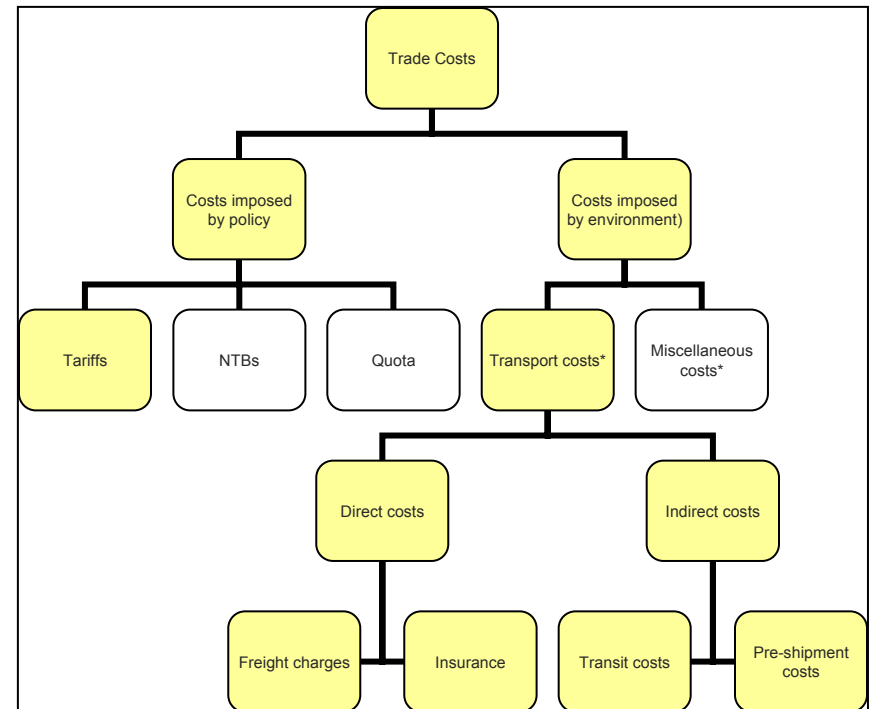 Trade Costs
Costs imposed
by policy
Costs imposed
by environment)
Tariffs
NTBs
Quota
Transport costs*
Miscellaneous
costs*
Direct costs
Indirect costs
Freight charges
Insurance
Transit costs
Pre-shipment
costs